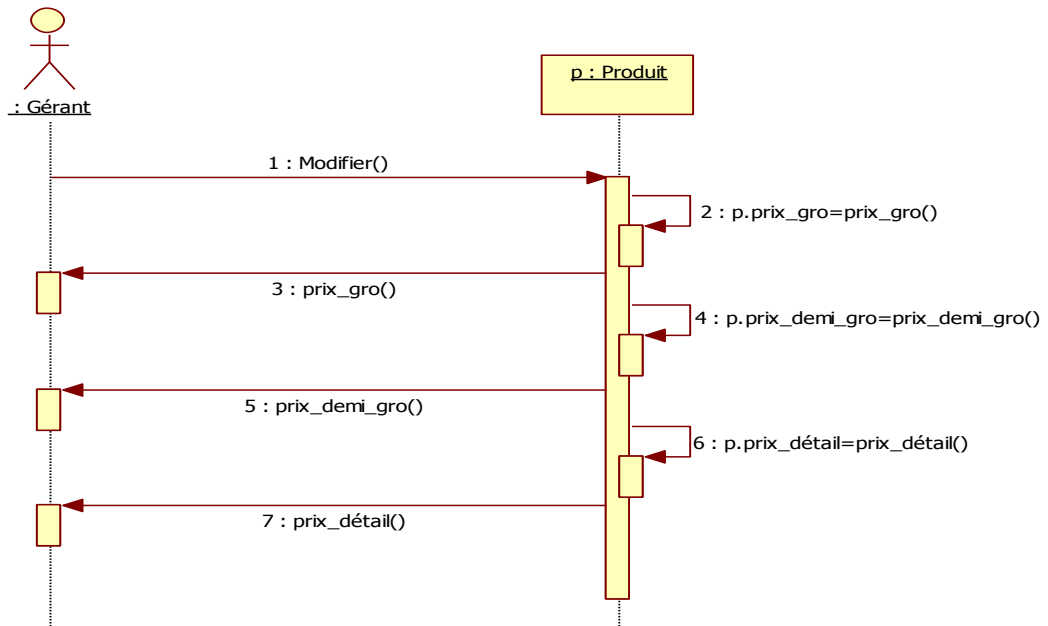 : Gérant
p : Produit
1 : Modifier()
2 : p.prix_gro=prix_gro()
3 : prix_gro()
4 : p.prix_demi_gro=prix_demi_gro()
5 : prix_demi_gro()
6 : p.prix_détail=prix_détail()
7 : prix_détail()